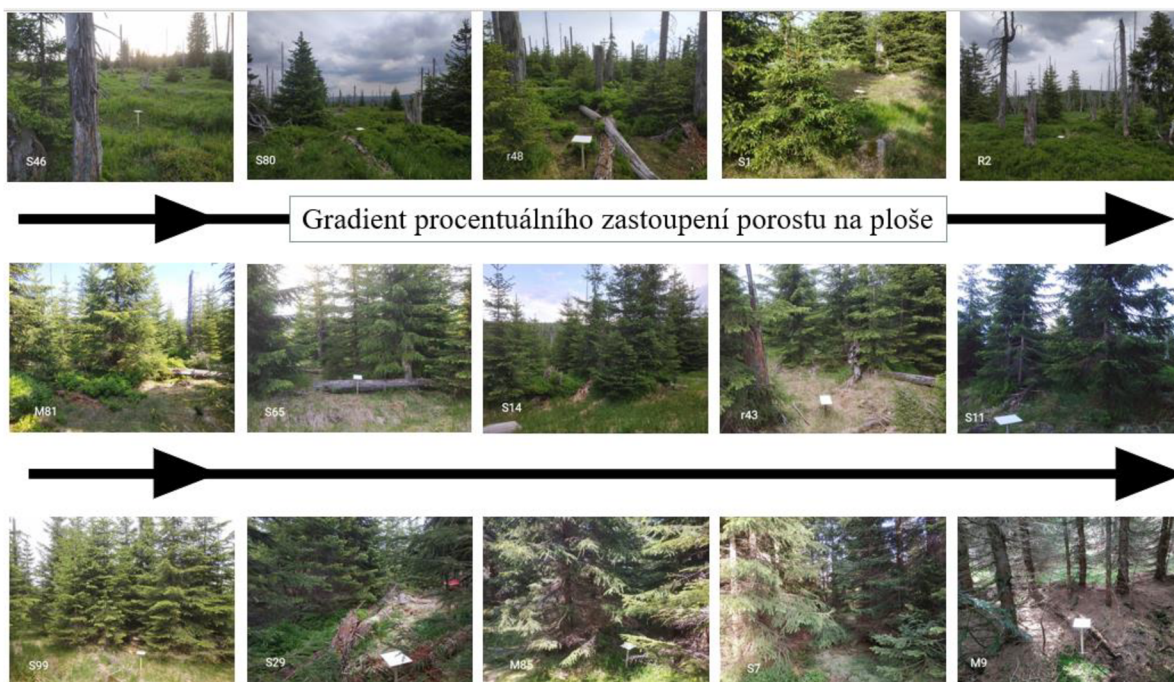 S46
S80
r48
S1
R2
Gradient procentuálního zastoupení porostu na ploše
M81
S65
S14
r43
S11
S99
S29
M85
S7
M9